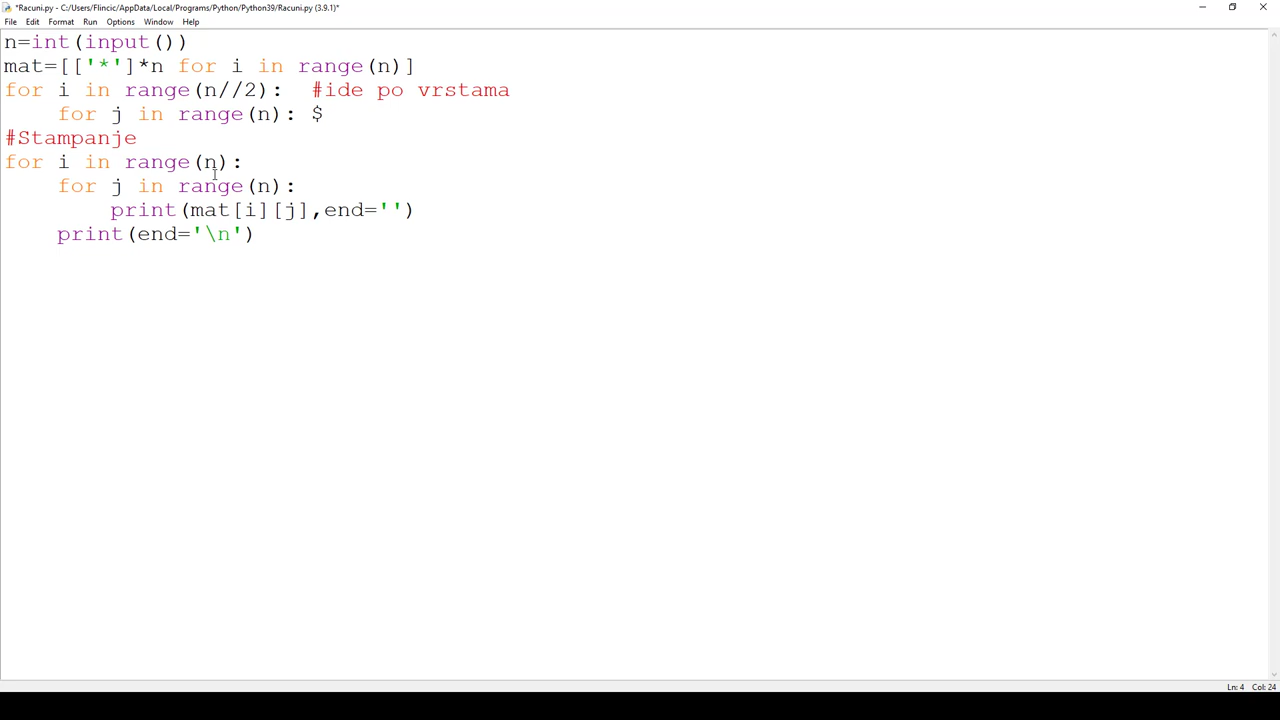 *Racuni.py - C:/Users/Flincic/AppData/Local/Programs/Python/Python39/Racuni.py (3.9.1)*
File Edit Format Run Options Window Help
n=int(input())
mat=[['*']*n for i in range(n)]
for i in range(n//2):  #ide po vrstama
    for j in range(n): $
#Stampanje
for i in range(n):
    for j in range(n):
        print(mat[i][j],end='')
    print(end='\n')
Ln: 4 Col: 24